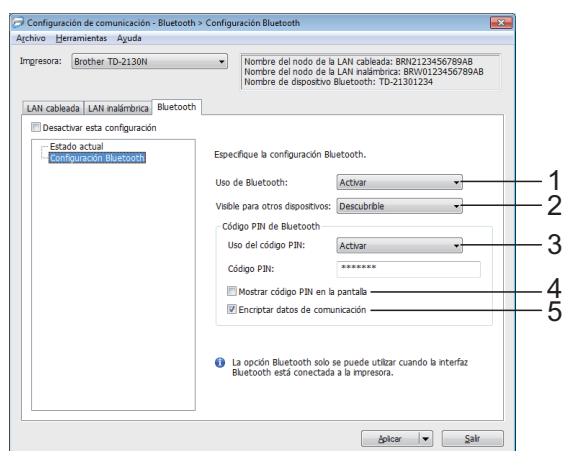 Configuración de comunicación - Bluetooth > Configuración Bluetooth
Archivo Herramientas Ayuda
Impresora: Brother TD-2130N
Nombre del nodo de la LAN cableada: BRN2123456789AB
Nombre del nodo de la LAN inalámbrica: BRW0123456789AB
Nombre de dispositivo Bluetooth: TD-21301234
LAN cableada LAN inalámbrica Bluetooth
Desactivar esta configuración
Estado actual
Configuración Bluetooth
Especifique la configuración Bluetooth.
Uso de Bluetooth: Activar 1
Visible para otros dispositivos: Descubrible 2
Código PIN de Bluetooth
Uso del código PIN: Activar 3
Código PIN: *******
Mostrar código PIN en la pantalla 4
Encriptar datos de comunicación 5
La opción Bluetooth solo se puede utilizar cuando la interfaz
Bluetooth está conectada a la impresora.
Aplicar Salir